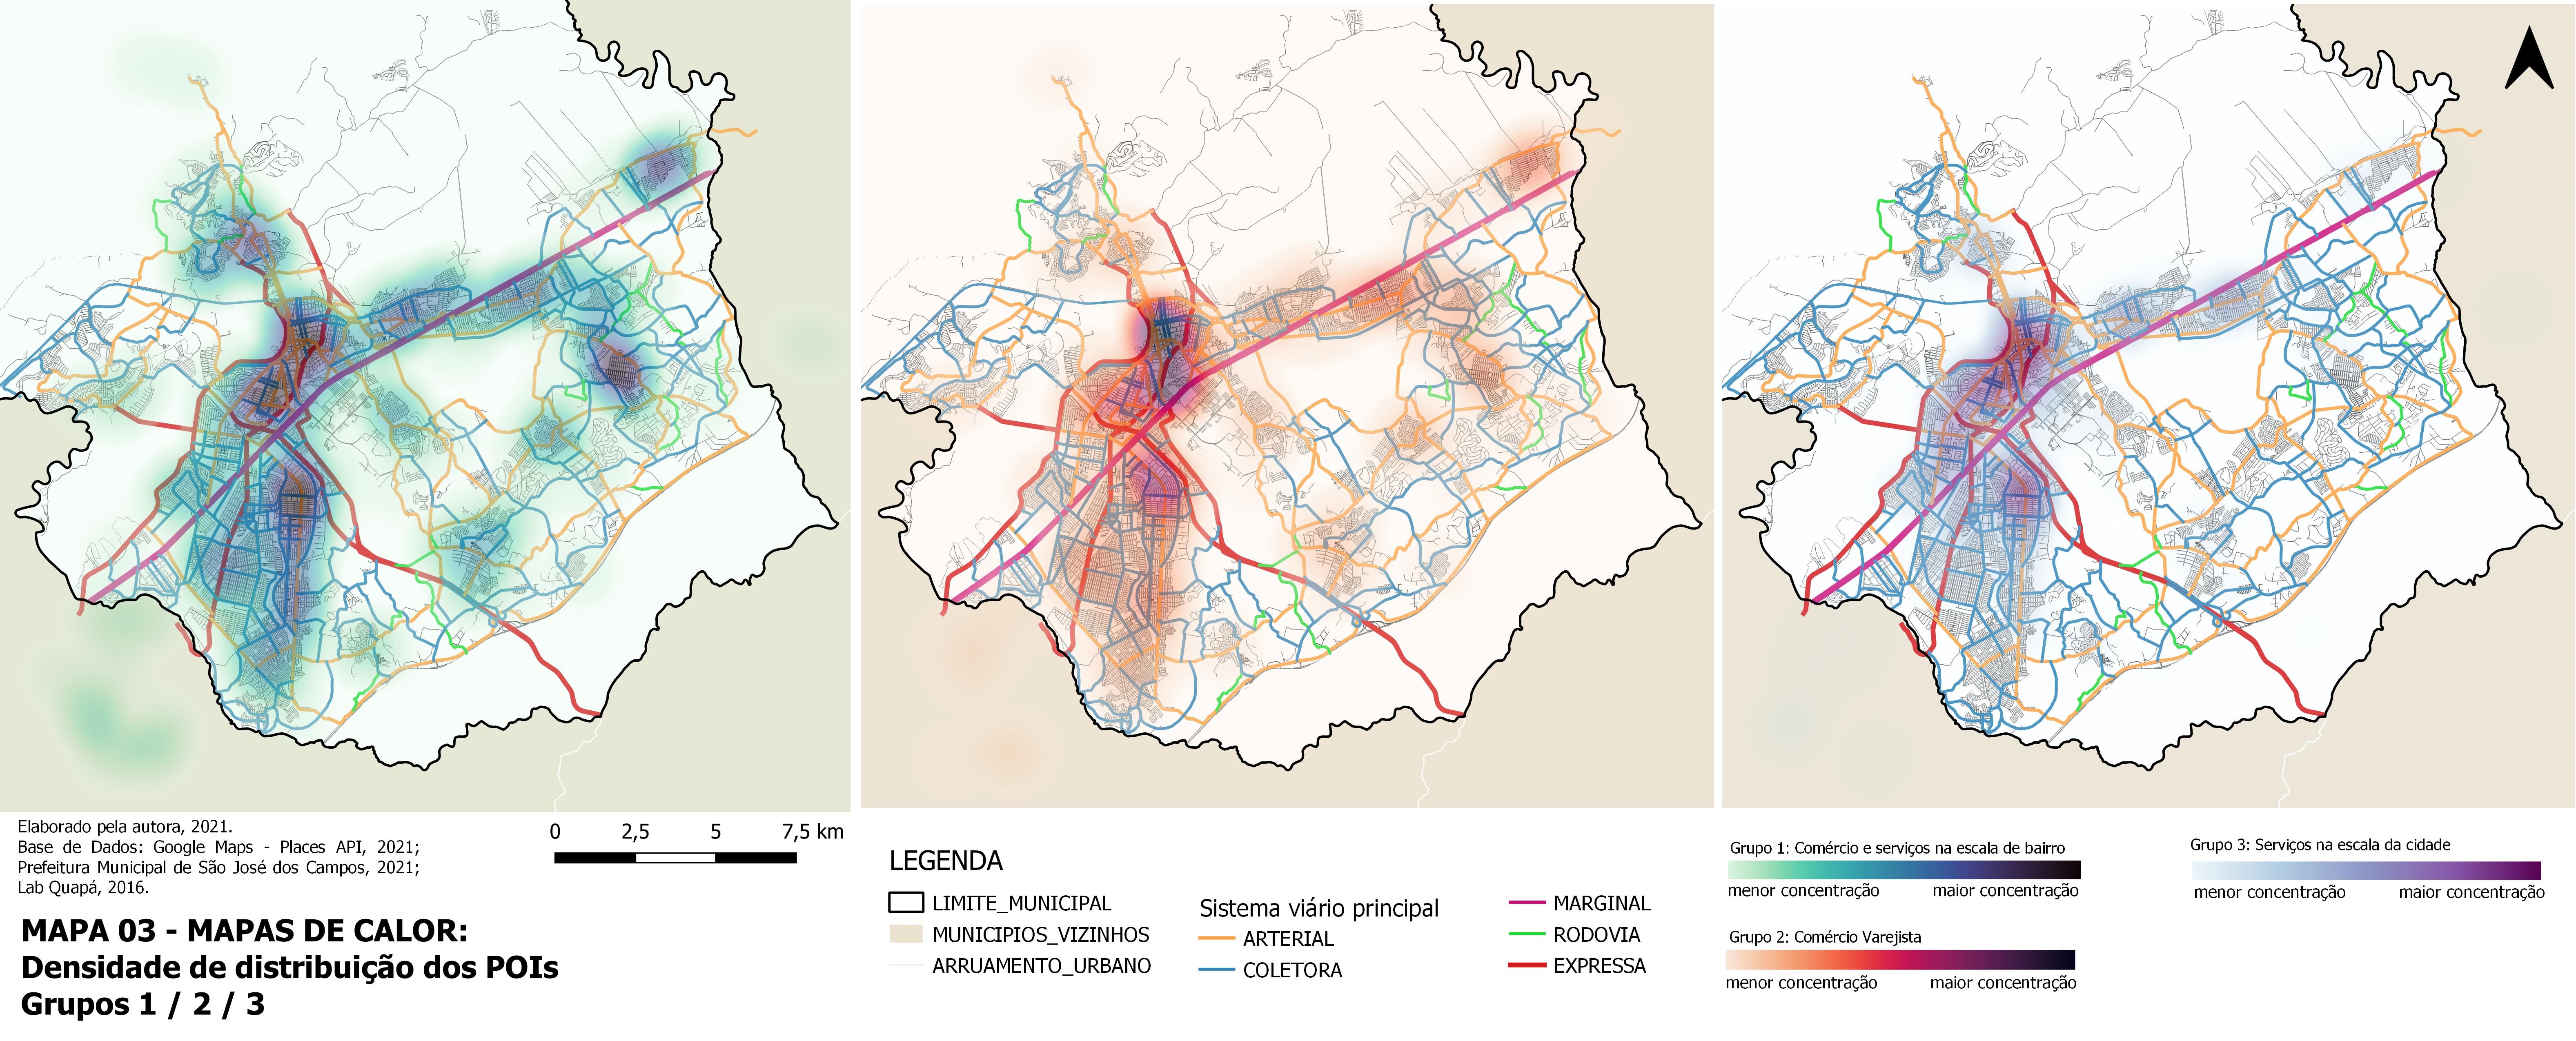 Elaborado pela autora, 2021.
Base de Dados: Google Maps - Places API, 2021;
Prefeitura Municipal de São José dos Campos, 2021;
Lab Quapá, 2016.
0 2,5 5 7,5 km
MAPA 03 - MAPAS DE CALOR:
Densidade de distribuição dos POIs
Grupos 1 / 2 / 3
LEGENDA
LIMITE_MUNICIPAL
MUNICIPIOS_VIZINHOS
ARRUAMENTO_URBANO
Sistema viário principal
ARTERIAL
COLETORA
MARGINAL
RODOVIA
EXPRESSA
Grupo 1: Comércio e serviços na escala de bairro
menor concentração maior concentração
Grupo 2: Comércio Varejista
menor concentração maior concentração
Grupo 3: Serviços na escala da cidade
menor concentração maior concentração